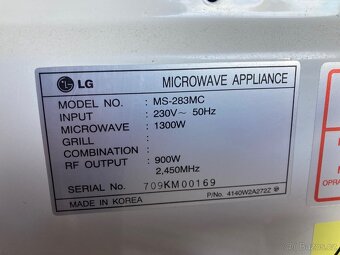 LG MICROWAVE APPLIANCE
MODEL NO. : MS-283MC
INPUT : 230V~ 50Hz
MICROWAVE : 1300W
GRILL :
COMBINATION :
RF OUTPUT : 900W
2,450MHz
SERIAL No. 709KM00169
MADE IN KOREA P/No. 4140W2A272Z
OPRA